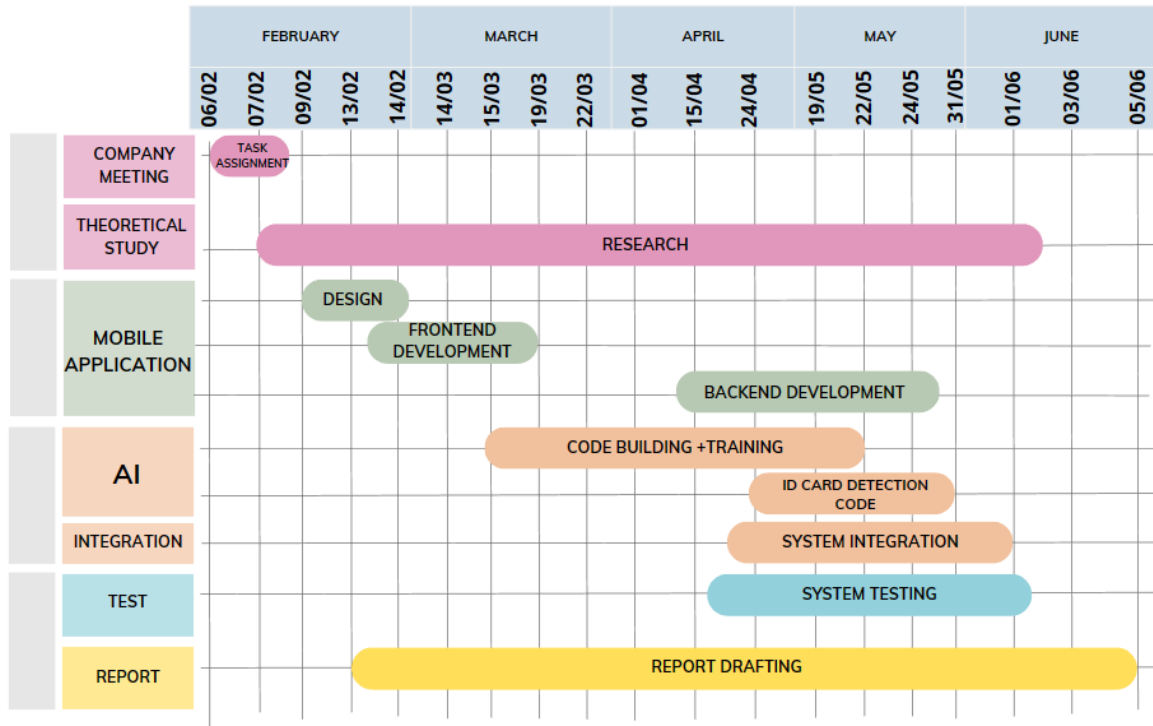 FEBRUARY MARCH APRIL MAY JUNE
06/02 07/02 09/02 13/02 14/02 14/03 15/03 19/03 22/03 01/04 15/04 24/04 19/05 22/05 24/05 31/05 01/06 03/06 05/06
COMPANY
MEETING
TASK
ASSIGNMENT
THEORETICAL
STUDY
RESEARCH
MOBILE
APPLICATION
DESIGN
FRONTEND
DEVELOPMENT
BACKEND DEVELOPMENT
AI
CODE BUILDING +TRAINING
ID CARD DETECTION
CODE
INTEGRATION
SYSTEM INTEGRATION
TEST
SYSTEM TESTING
REPORT
REPORT DRAFTING